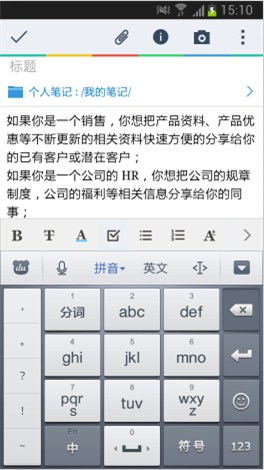 15:10
标题
个人笔记:/我的笔记/
如果你是一个销售，你想把产品资料、产品优
惠等不断更新的相关资料快速方便的分享给你
的已有客户或潜在客户；
如果你是一个公司的 HR，你想把公司的规章
制度，公司的福利等相关信息分享给你的同
事；
B T A A+
du 拼音 英文
, 1 分词 2 abc 3 def
。 4 ghi 5 jkl 6 mno
? 7 pqrs 8 tuv 9 wxyz
! En 中 0 符号 123
~